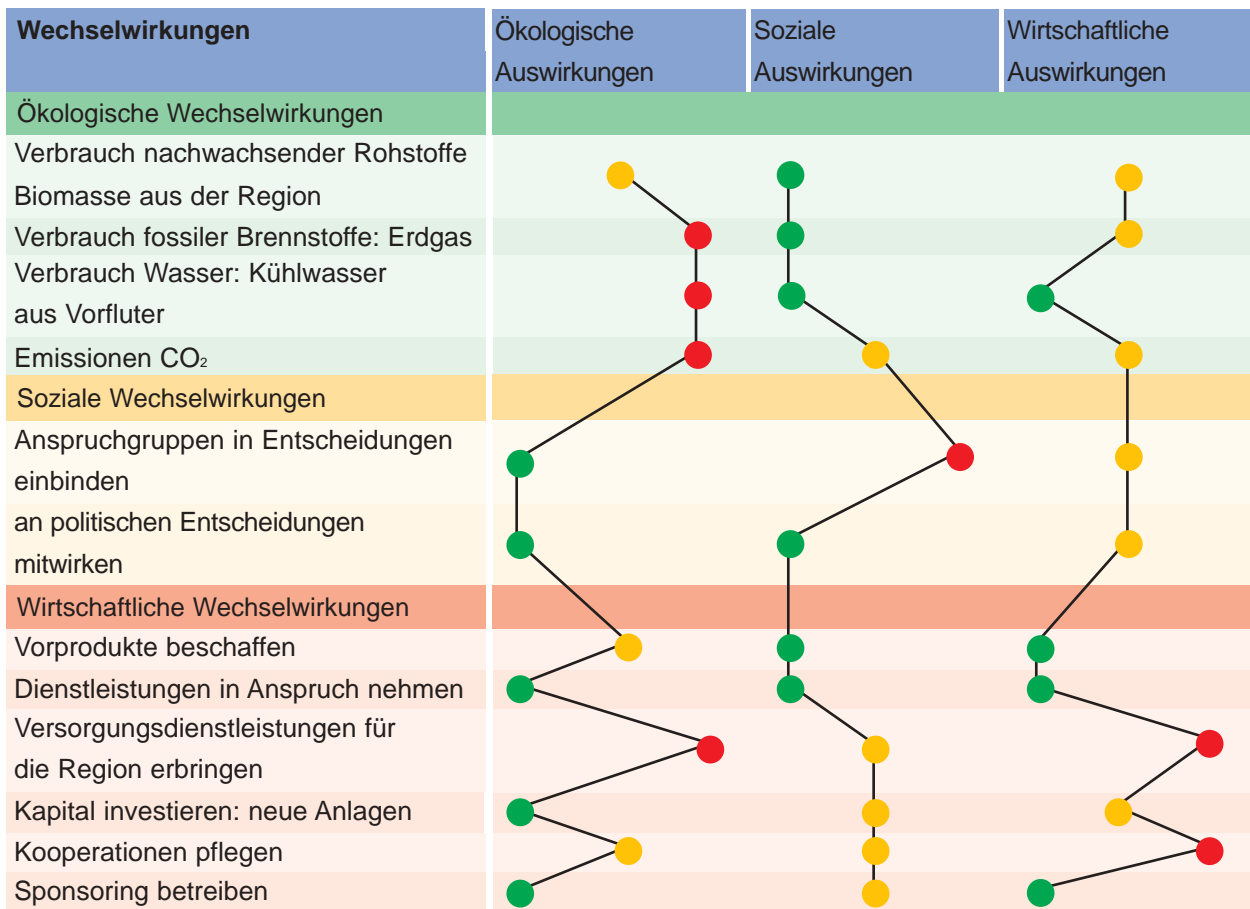 Wechselwirkungen
Ökologische
Auswirkungen
Soziale
Auswirkungen
Wirtschaftliche
Auswirkungen
Ökologische Wechselwirkungen
Verbrauch nachwachsender Rohstoffe
Biomasse aus der Region
Verbrauch fossiler Brennstoffe: Erdgas
Verbrauch Wasser: Kühlwasser
aus Vorfluter
Emissionen CO₂
Soziale Wechselwirkungen
Anspruchgruppen in Entscheidungen
einbinden
an politischen Entscheidungen
mitwirken
Wirtschaftliche Wechselwirkungen
Vorprodukte beschaffen
Dienstleistungen in Anspruch nehmen
Versorgungsdienstleistungen für
die Region erbringen
Kapital investieren: neue Anlagen
Kooperationen pflegen
Sponsoring betreiben